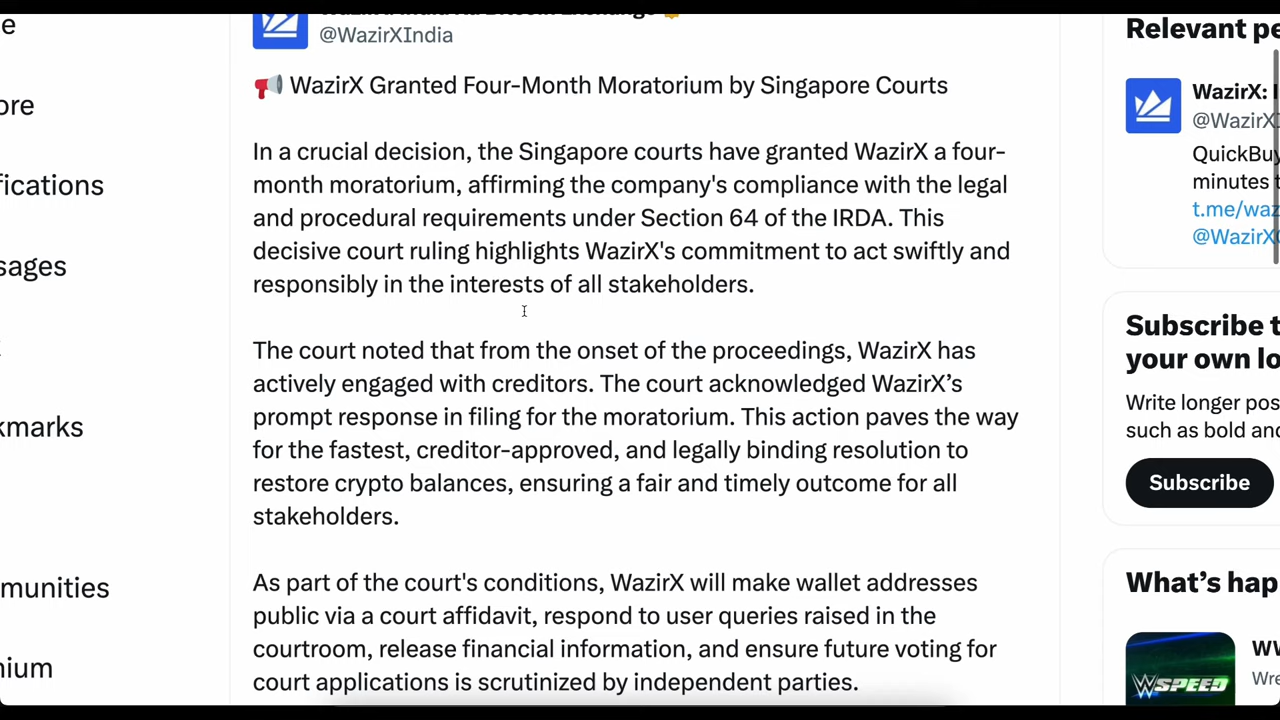 @WazirXIndia
📢 WazirX Granted Four-Month Moratorium by Singapore Courts
In a crucial decision, the Singapore courts have granted WazirX a four-
month moratorium, affirming the company's compliance with the legal
and procedural requirements under Section 64 of the IRDA. This
decisive court ruling highlights WazirX's commitment to act swiftly and
responsibly in the interests of all stakeholders.
The court noted that from the onset of the proceedings, WazirX has
actively engaged with creditors. The court acknowledged WazirX’s
prompt response in filing for the moratorium. This action paves the way
for the fastest, creditor-approved, and legally binding resolution to
restore crypto balances, ensuring a fair and timely outcome for all
stakeholders.
As part of the court's conditions, WazirX will make wallet addresses
public via a court affidavit, respond to user queries raised in the
courtroom, release financial information, and ensure future voting for
court applications is scrutinized by independent parties.
e
ore
fications
sages
kmarks
munities
nium
Relevant pe
WazirX: I
@WazirX
QuickBuy
minutes t
t.me/waz
@WazirX
Subscribe t
your own lo
Write longer pos
such as bold and
Subscribe
What’s hap
WSPEED
WW
Wre